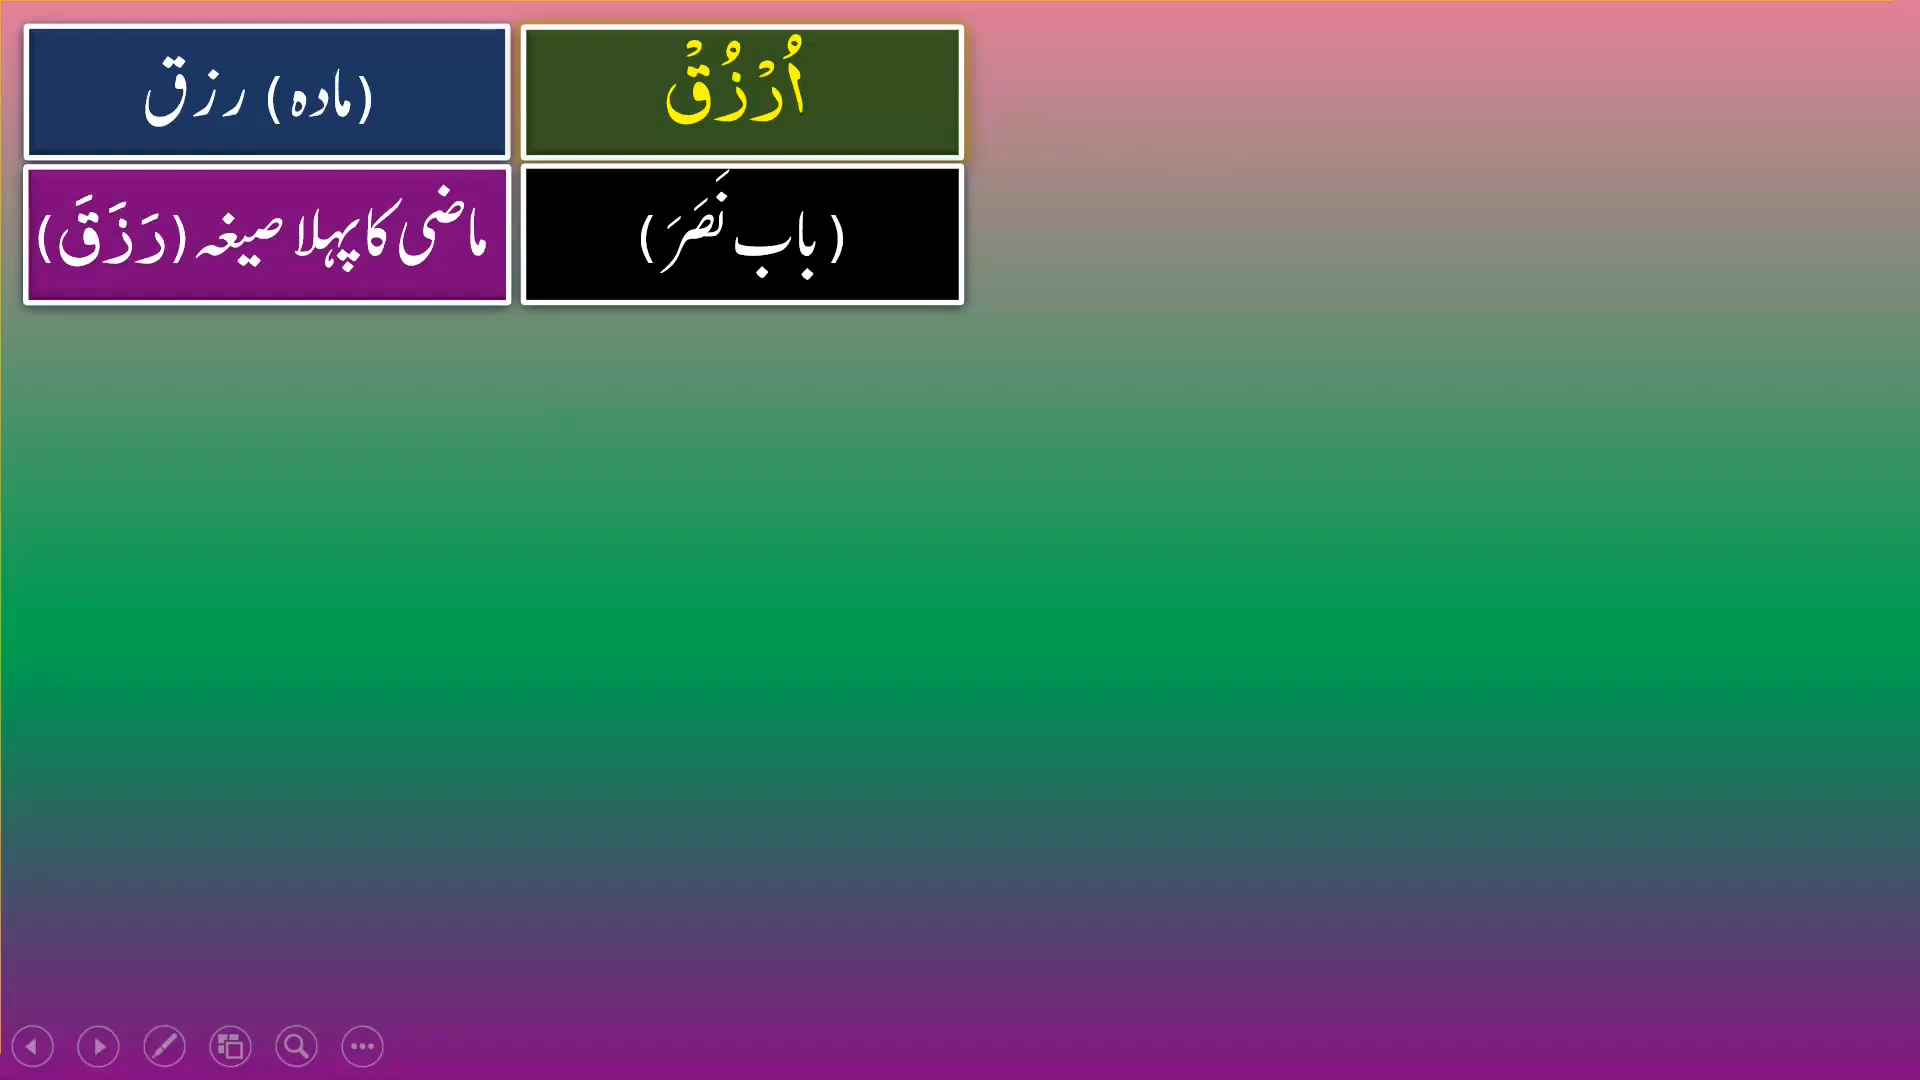 اُرْزُقْ
(مادہ) رزق
(باب نَصَرَ)
ماضی کا پہلا صیغہ (رَزَقَ)